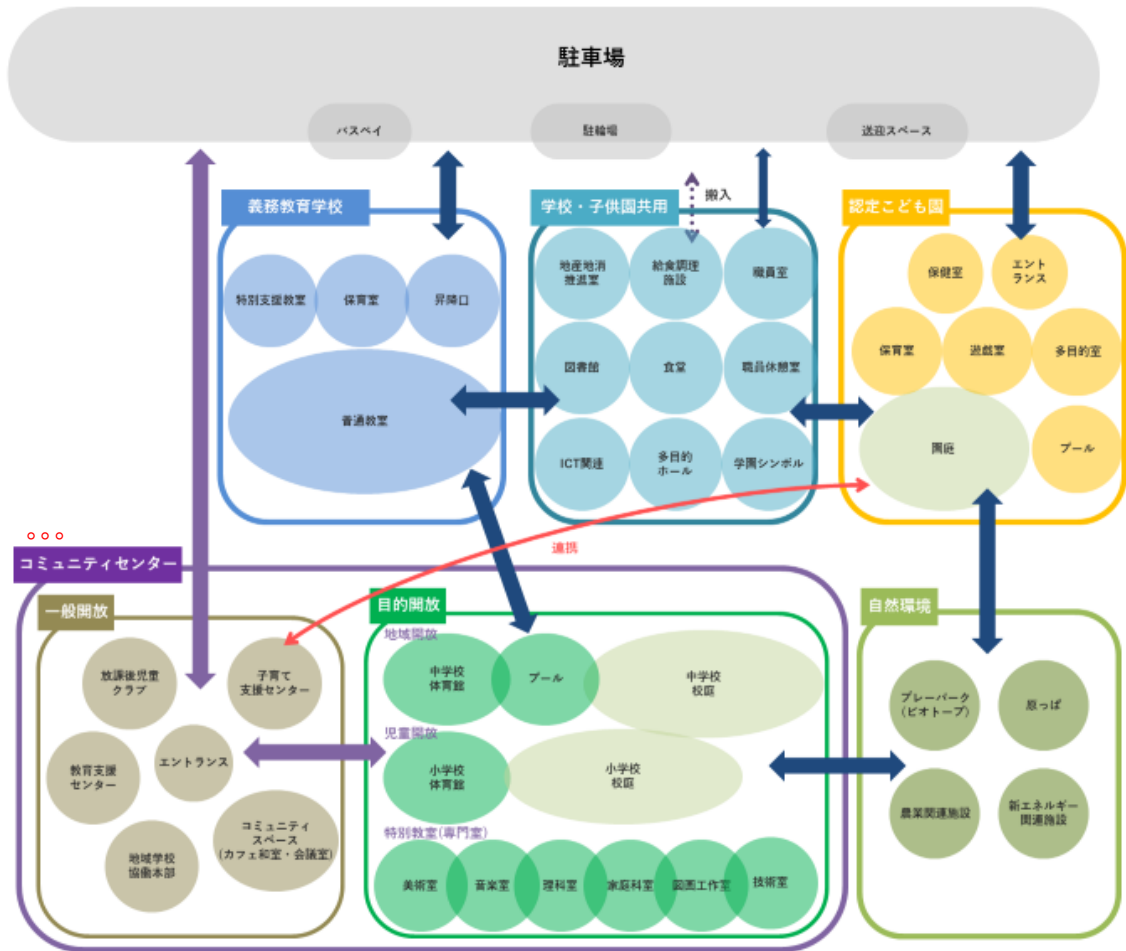 駐車場
バスベイ
駐輪場
送迎スペース
義務教育学校
学校・子供園共用
搬入
認定こども園
特別支援教室
保育室
昇降口
普通教室
地産地消
推進室
給食調理
施設
職員室
図書館
食堂
職員休憩室
ICT関連
多目的
ホール
学園シンボル
保健室
エント
ランス
保育室
遊戯室
多目的室
園庭
プール
連携
。。。
コミュニティセンター
一般開放
放課後児童
クラブ
子育て
支援センター
教育支援
センター
エントランス
地域学校
協働本部
コミュニティ
スペース
(カフェ和室・会議室)
目的開放
地域開放
中学校
体育館
プール
中学校
校庭
児童開放
小学校
体育館
小学校
校庭
特別教室(専門室)
美術室
音楽室
理科室
家庭科室
図画工作室
技術室
自然環境
プレーパーク
(ビオトープ)
原っぱ
農業関連施設
新エネルギー
関連施設